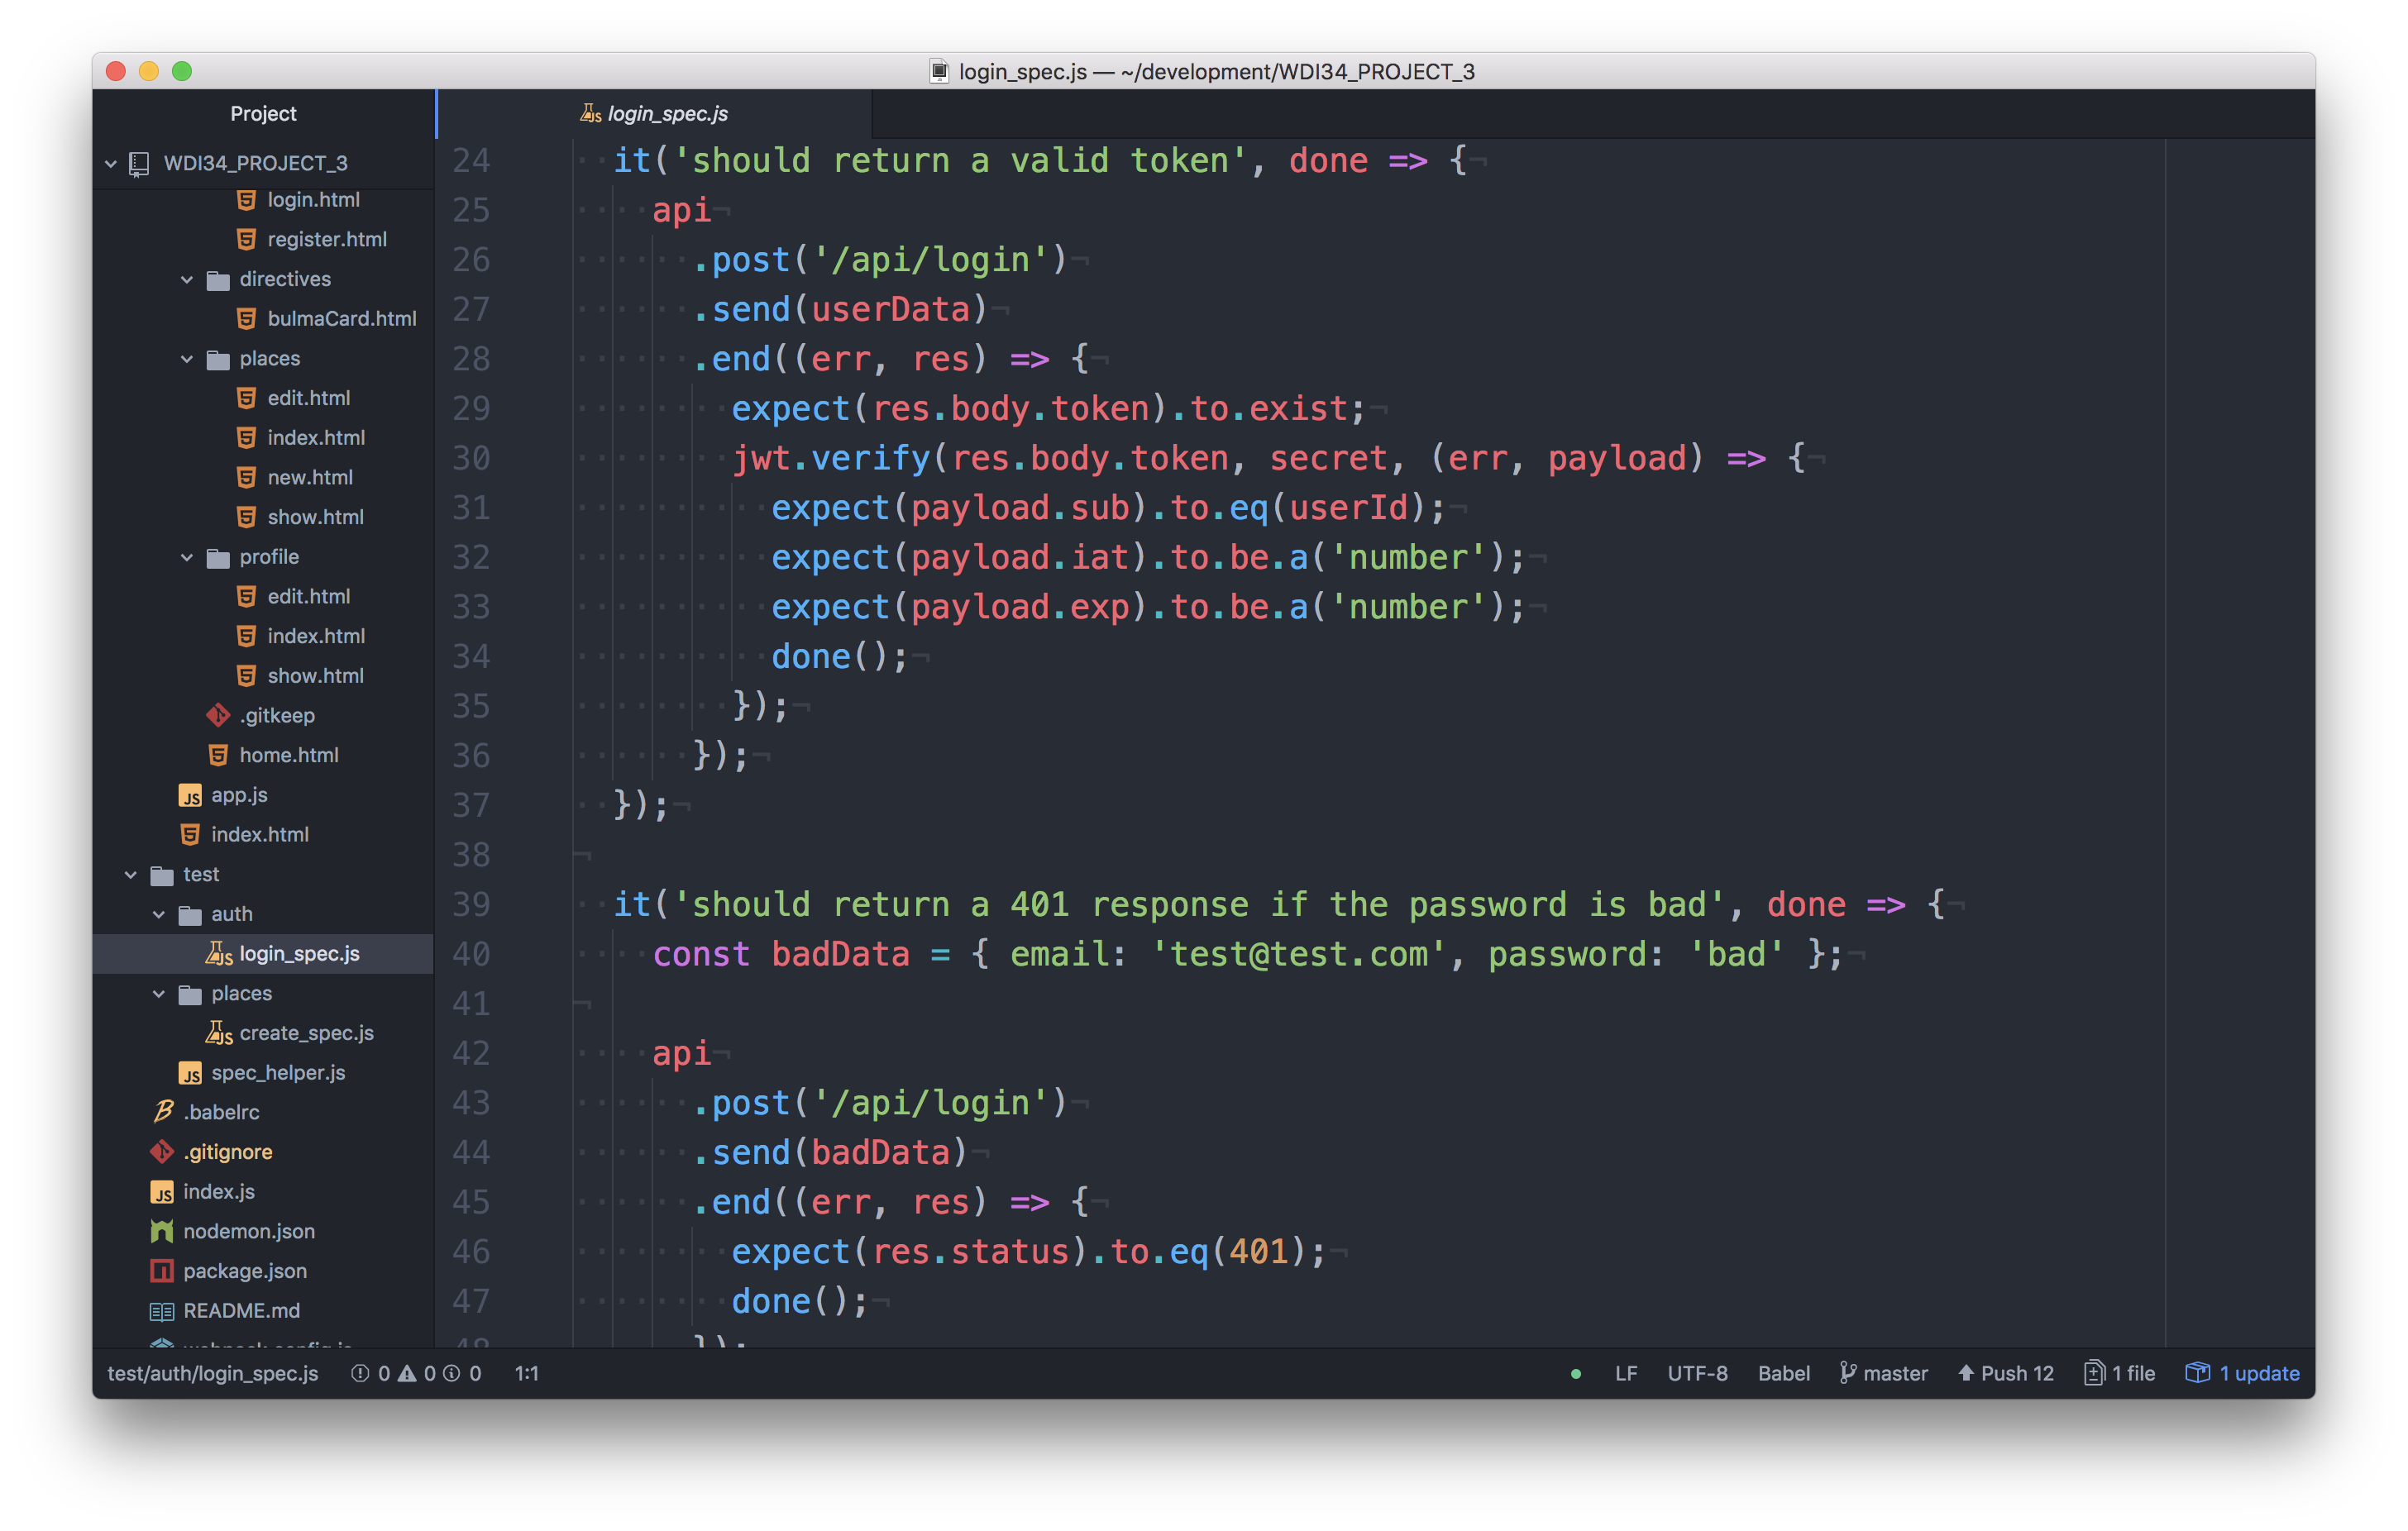 login_spec.js — ~/development/WDI34_PROJECT_3
Project
WDI34_PROJECT_3
login.html
register.html
directives
bulmaCard.html
places
edit.html
index.html
new.html
show.html
profile
edit.html
index.html
show.html
.gitkeep
home.html
app.js
index.html
test
auth
login_spec.js
places
create_spec.js
spec_helper.js
.babelrc
.gitignore
index.js
nodemon.json
package.json
README.md
webpack.config.js
login_spec.js
24 it('should return a valid token', done => {
25 api
26 .post('/api/login')
27 .send(userData)
28 .end((err, res) => {
29 expect(res.body.token).to.exist;
30 jwt.verify(res.body.token, secret, (err, payload) => {
31 expect(payload.sub).to.eq(userId);
32 expect(payload.iat).to.be.a('number');
33 expect(payload.exp).to.be.a('number');
34 done();
35 });
36 });
37 });
38
39 it('should return a 401 response if the password is bad', done => {
40 const badData = { email: 'test@test.com', password: 'bad' };
41
42 api
43 .post('/api/login')
44 .send(badData)
45 .end((err, res) => {
46 expect(res.status).to.eq(401);
47 done();
48 });
test/auth/login_spec.js 0 0 0 1:1 LF UTF-8 Babel master Push 12 1 file 1 update